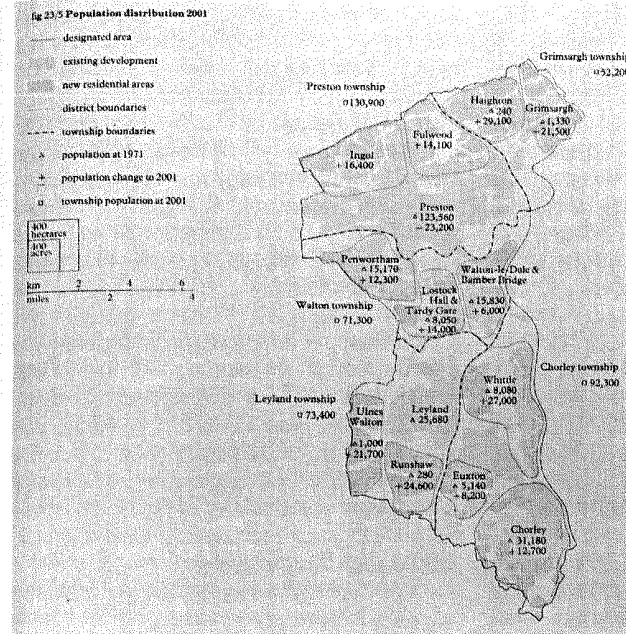 fig 23/5 Population distribution 2001
designated area
existing development
new residential areas
district boundaries
township boundaries
▵ population at 1971
+ population change to 2001
□ township population at 2001
400
hectares
400
acres
km 2 4 6
miles 2 4
Grimsargh township
□ 52,200
Preston township
□ 130,900
Haighton
▵ 240
+ 29,100
Grimsargh
▵ 1,330
+ 21,500
Fulwood
+ 14,100
Ingol
+ 16,400
Preston
▵ 123,560
− 23,200
Penwortham
▵ 15,170
+ 12,300
Walton-le-Dale &
Bamber Bridge
▵ 15,830
+ 6,000
Lostock
Hall &
Tardy Gate
▵ 8,050
+ 14,000
Walton township
□ 71,300
Chorley township
□ 92,300
Whittle
▵ 8,080
+ 27,000
Leyland township
□ 73,400
Ulnes
Walton
▵ 1,000
+ 21,700
Leyland
▵ 25,680
Runshaw
▵ 280
+ 24,600
Euxton
▵ 5,140
+ 8,200
Chorley
▵ 31,180
+ 12,700